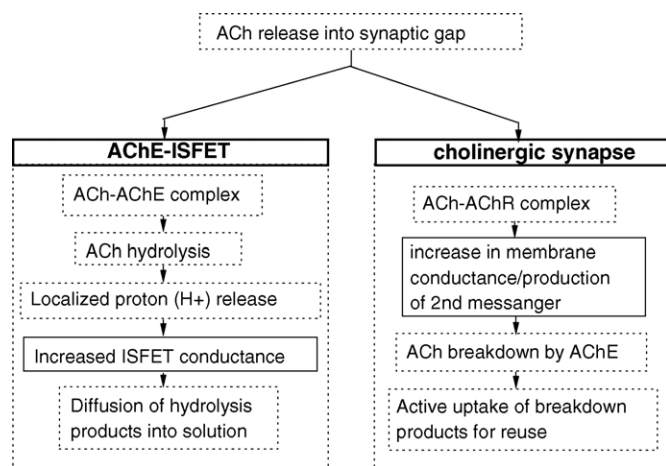 ACh release into synaptic gap
AChE-ISFET
ACh-AChE complex
ACh hydrolysis
Localized proton (H+) release
Increased ISFET conductance
Diffusion of hydrolysis
products into solution
cholinergic synapse
ACh-AChR complex
increase in membrane
conductance/production
of 2nd messanger
ACh breakdown by AChE
Active uptake of breakdown
products for reuse